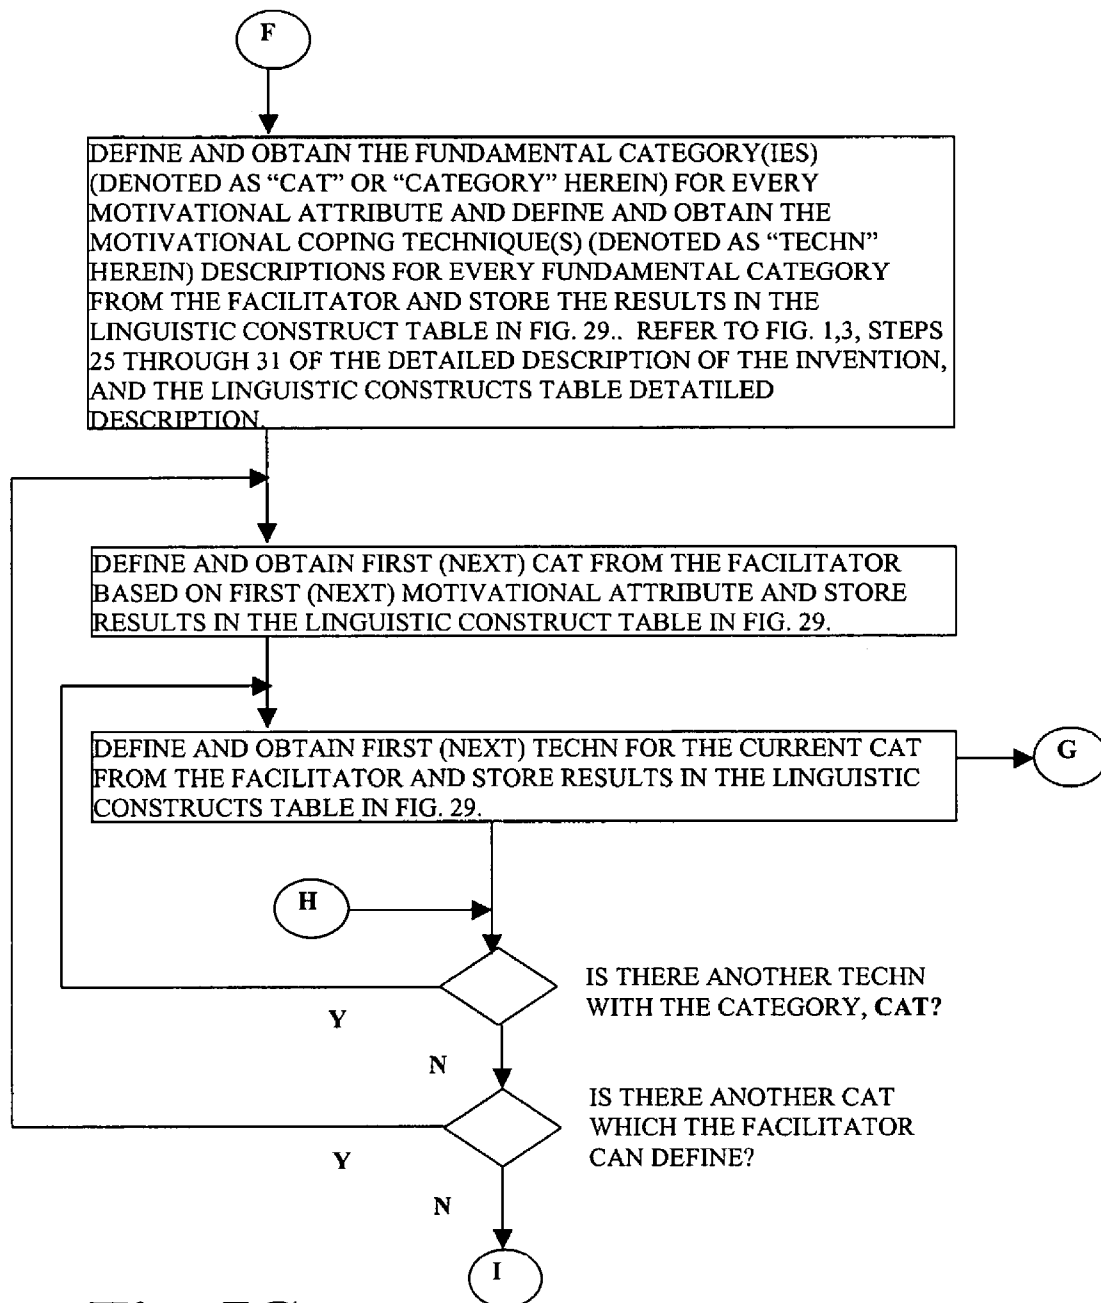 F
DEFINE AND OBTAIN THE FUNDAMENTAL CATEGORY(IES)
(DENOTED AS “CAT” OR “CATEGORY” HEREIN) FOR EVERY
MOTIVATIONAL ATTRIBUTE AND DEFINE AND OBTAIN THE
MOTIVATIONAL COPING TECHNIQUE(S) (DENOTED AS “TECHN”
HEREIN) DESCRIPTIONS FOR EVERY FUNDAMENTAL CATEGORY
FROM THE FACILITATOR AND STORE THE RESULTS IN THE
LINGUISTIC CONSTRUCT TABLE IN FIG. 29.. REFER TO FIG. 1,3, STEPS
25 THROUGH 31 OF THE DETAILED DESCRIPTION OF THE INVENTION,
AND THE LINGUISTIC CONSTRUCTS TABLE DETATILED
DESCRIPTION.
DEFINE AND OBTAIN FIRST (NEXT) CAT FROM THE FACILITATOR
BASED ON FIRST (NEXT) MOTIVATIONAL ATTRIBUTE AND STORE
RESULTS IN THE LINGUISTIC CONSTRUCT TABLE IN FIG. 29.
DEFINE AND OBTAIN FIRST (NEXT) TECHN FOR THE CURRENT CAT
FROM THE FACILITATOR AND STORE RESULTS IN THE LINGUISTIC
CONSTRUCTS TABLE IN FIG. 29.
G
H
IS THERE ANOTHER TECHN
WITH THE CATEGORY, CAT?
Y
N
IS THERE ANOTHER CAT
WHICH THE FACILITATOR
CAN DEFINE?
Y
N
I